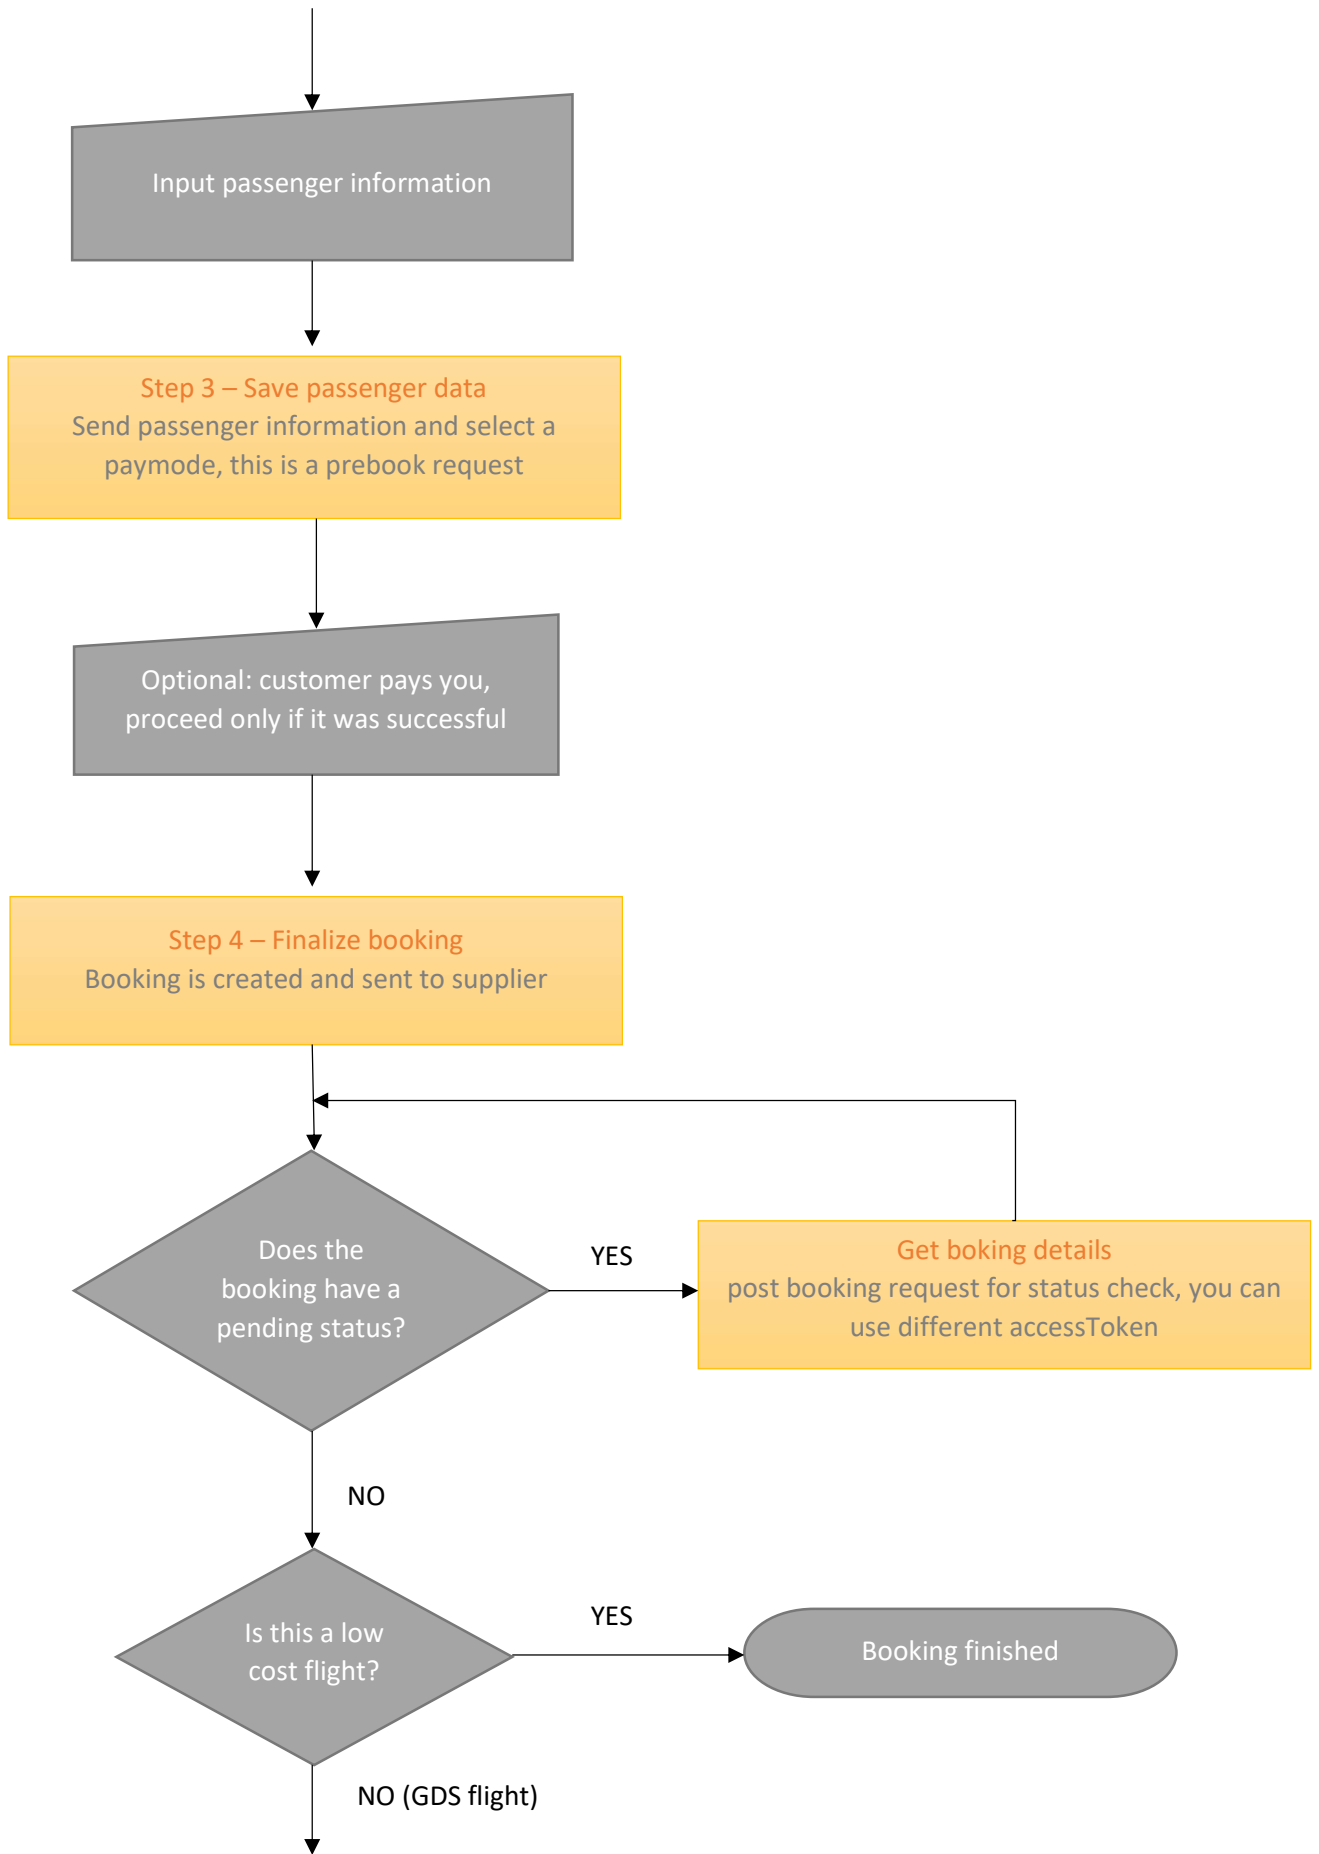 Input passenger information
Step 3 – Save passenger data
Send passenger information and select a
paymode, this is a prebook request
Optional: customer pays you,
proceed only if it was successful
Step 4 – Finalize booking
Booking is created and sent to supplier
Does the
booking have a
pending status?
YES
Get boking details
post booking request for status check, you can
use different accessToken
NO
Is this a low
cost flight?
YES
Booking finished
NO (GDS flight)